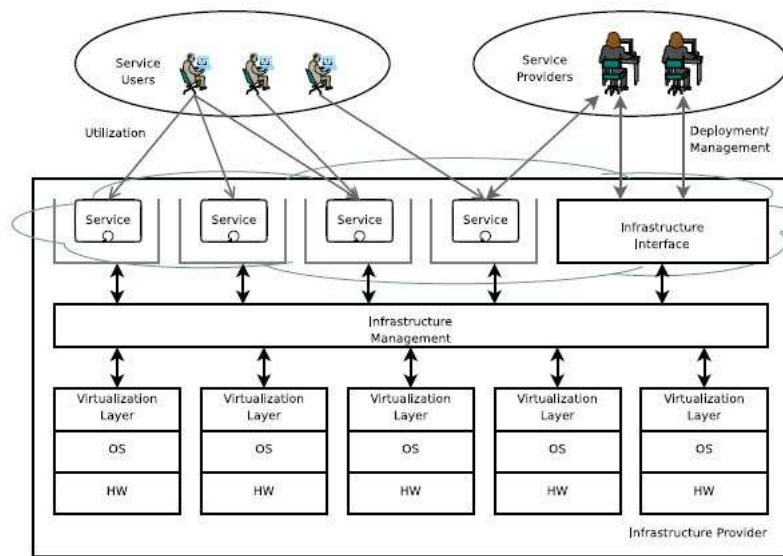 Service
Users
Service
Providers
Utilization
Deployment/
Management
Service
Service
Service
Service
Infrastructure
Interface
Infrastructure
Management
Virtualization
Layer
Virtualization
Layer
Virtualization
Layer
Virtualization
Layer
Virtualization
Layer
OS
OS
OS
OS
OS
HW
HW
HW
HW
HW
Infrastructure Provider